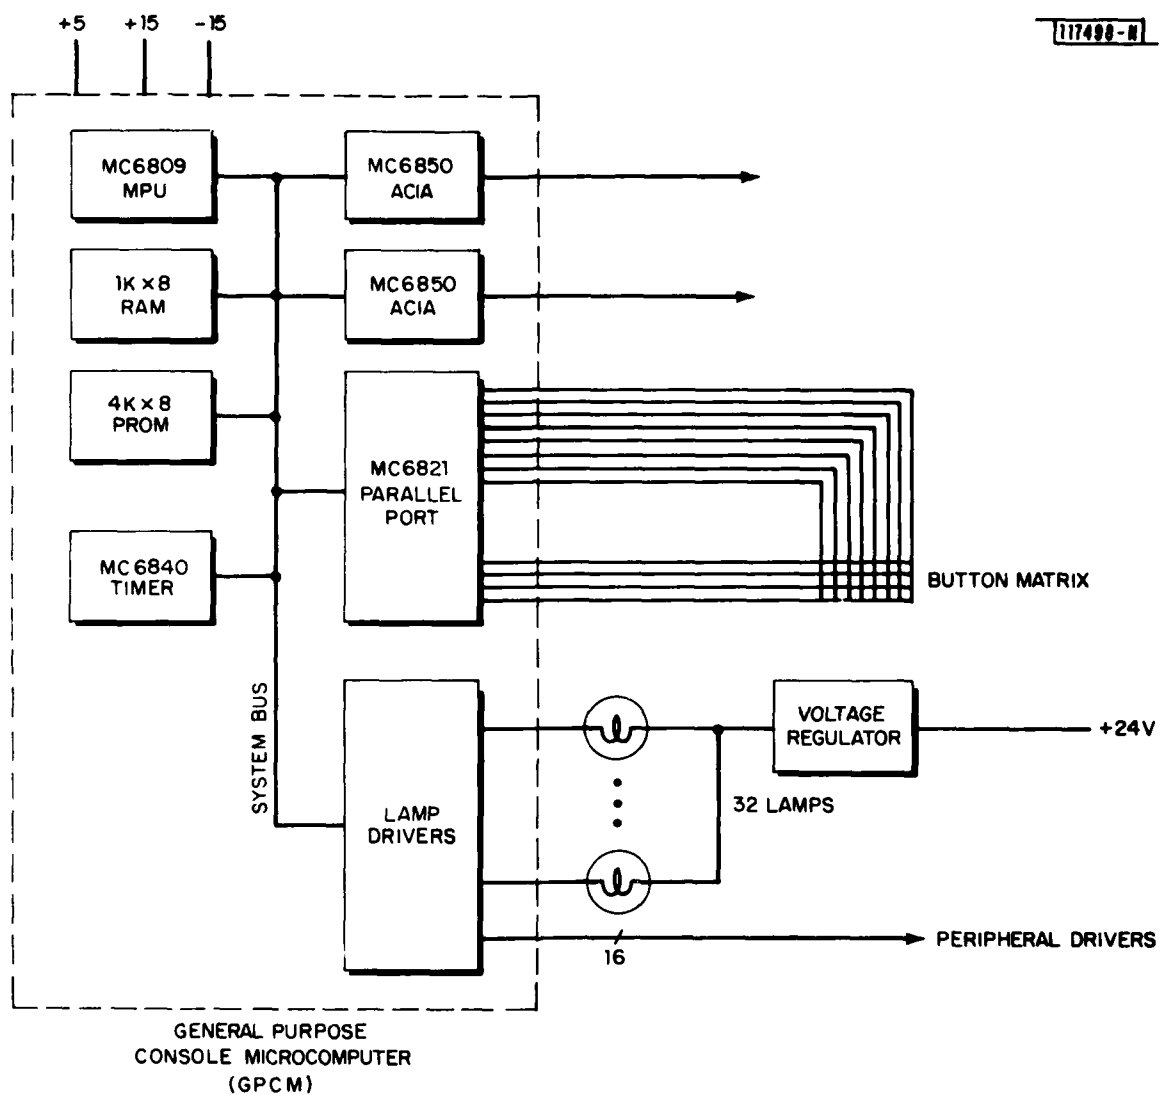 +5 +15 -15
117498-N
MC6809
MPU
MC6850
ACIA
1K×8
RAM
MC6850
ACIA
4K×8
PROM
MC6821
PARALLEL
PORT
MC6840
TIMER
BUTTON MATRIX
SYSTEM BUS
LAMP
DRIVERS
VOLTAGE
REGULATOR
+24V
32 LAMPS
16
PERIPHERAL DRIVERS
GENERAL PURPOSE
CONSOLE MICROCOMPUTER
(GPCM)